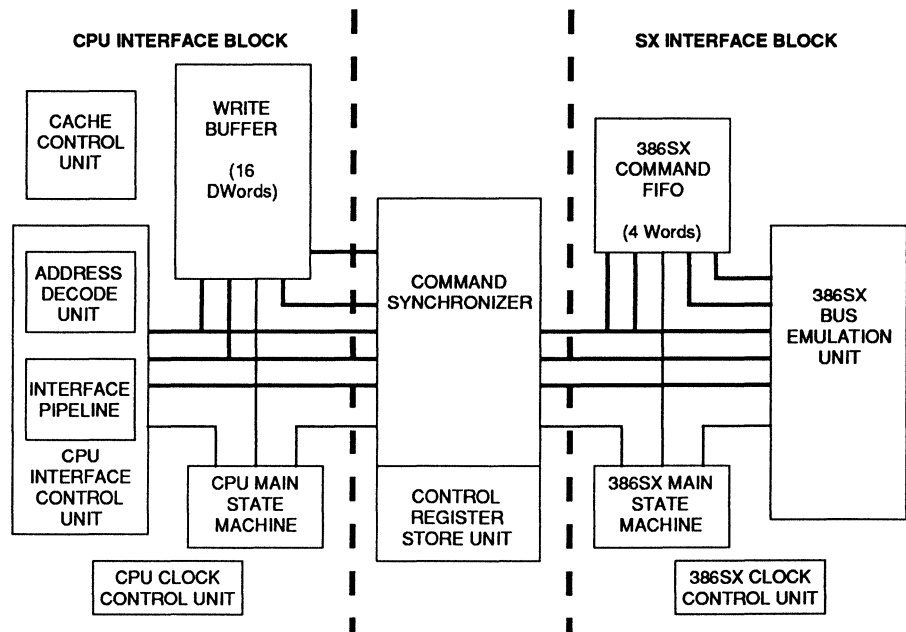 CPU INTERFACE BLOCK
SX INTERFACE BLOCK
CACHE
CONTROL
UNIT
WRITE
BUFFER
(16
DWords)
386SX
COMMAND
FIFO
(4 Words)
ADDRESS
DECODE
UNIT
INTERFACE
PIPELINE
CPU
INTERFACE
CONTROL
UNIT
COMMAND
SYNCHRONIZER
386SX
BUS
EMULATION
UNIT
CPU MAIN
STATE
MACHINE
CONTROL
REGISTER
STORE UNIT
386SX MAIN
STATE
MACHINE
CPU CLOCK
CONTROL UNIT
386SX CLOCK
CONTROL UNIT